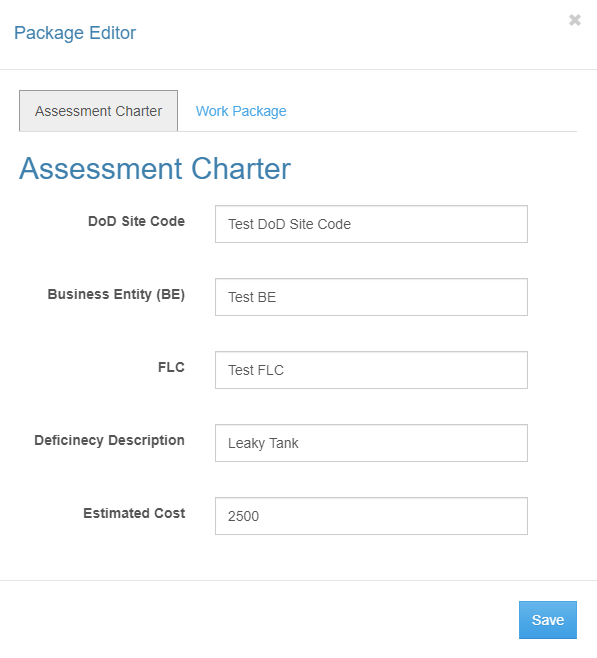 Package Editor
Assessment Charter
Work Package
Assessment Charter
DoD Site Code
Test DoD Site Code
Business Entity (BE)
Test BE
FLC
Test FLC
Deficinecy Description
Leaky Tank
Estimated Cost
2500
Save